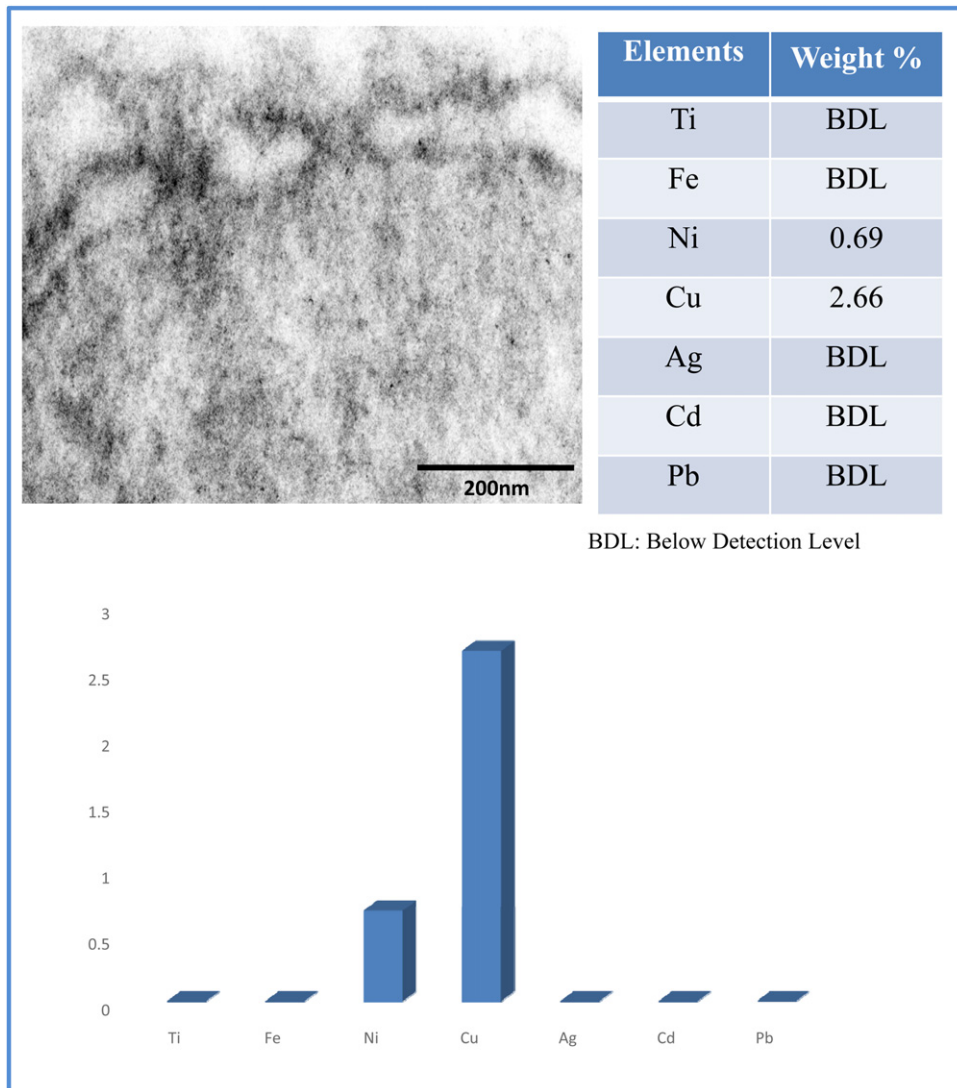 200nm
Elements Weight %
Ti BDL
Fe BDL
Ni 0.69
Cu 2.66
Ag BDL
Cd BDL
Pb BDL
BDL: Below Detection Level
3
2.5
2
1.5
1
0.5
0
Ti Fe Ni Cu Ag Cd Pb